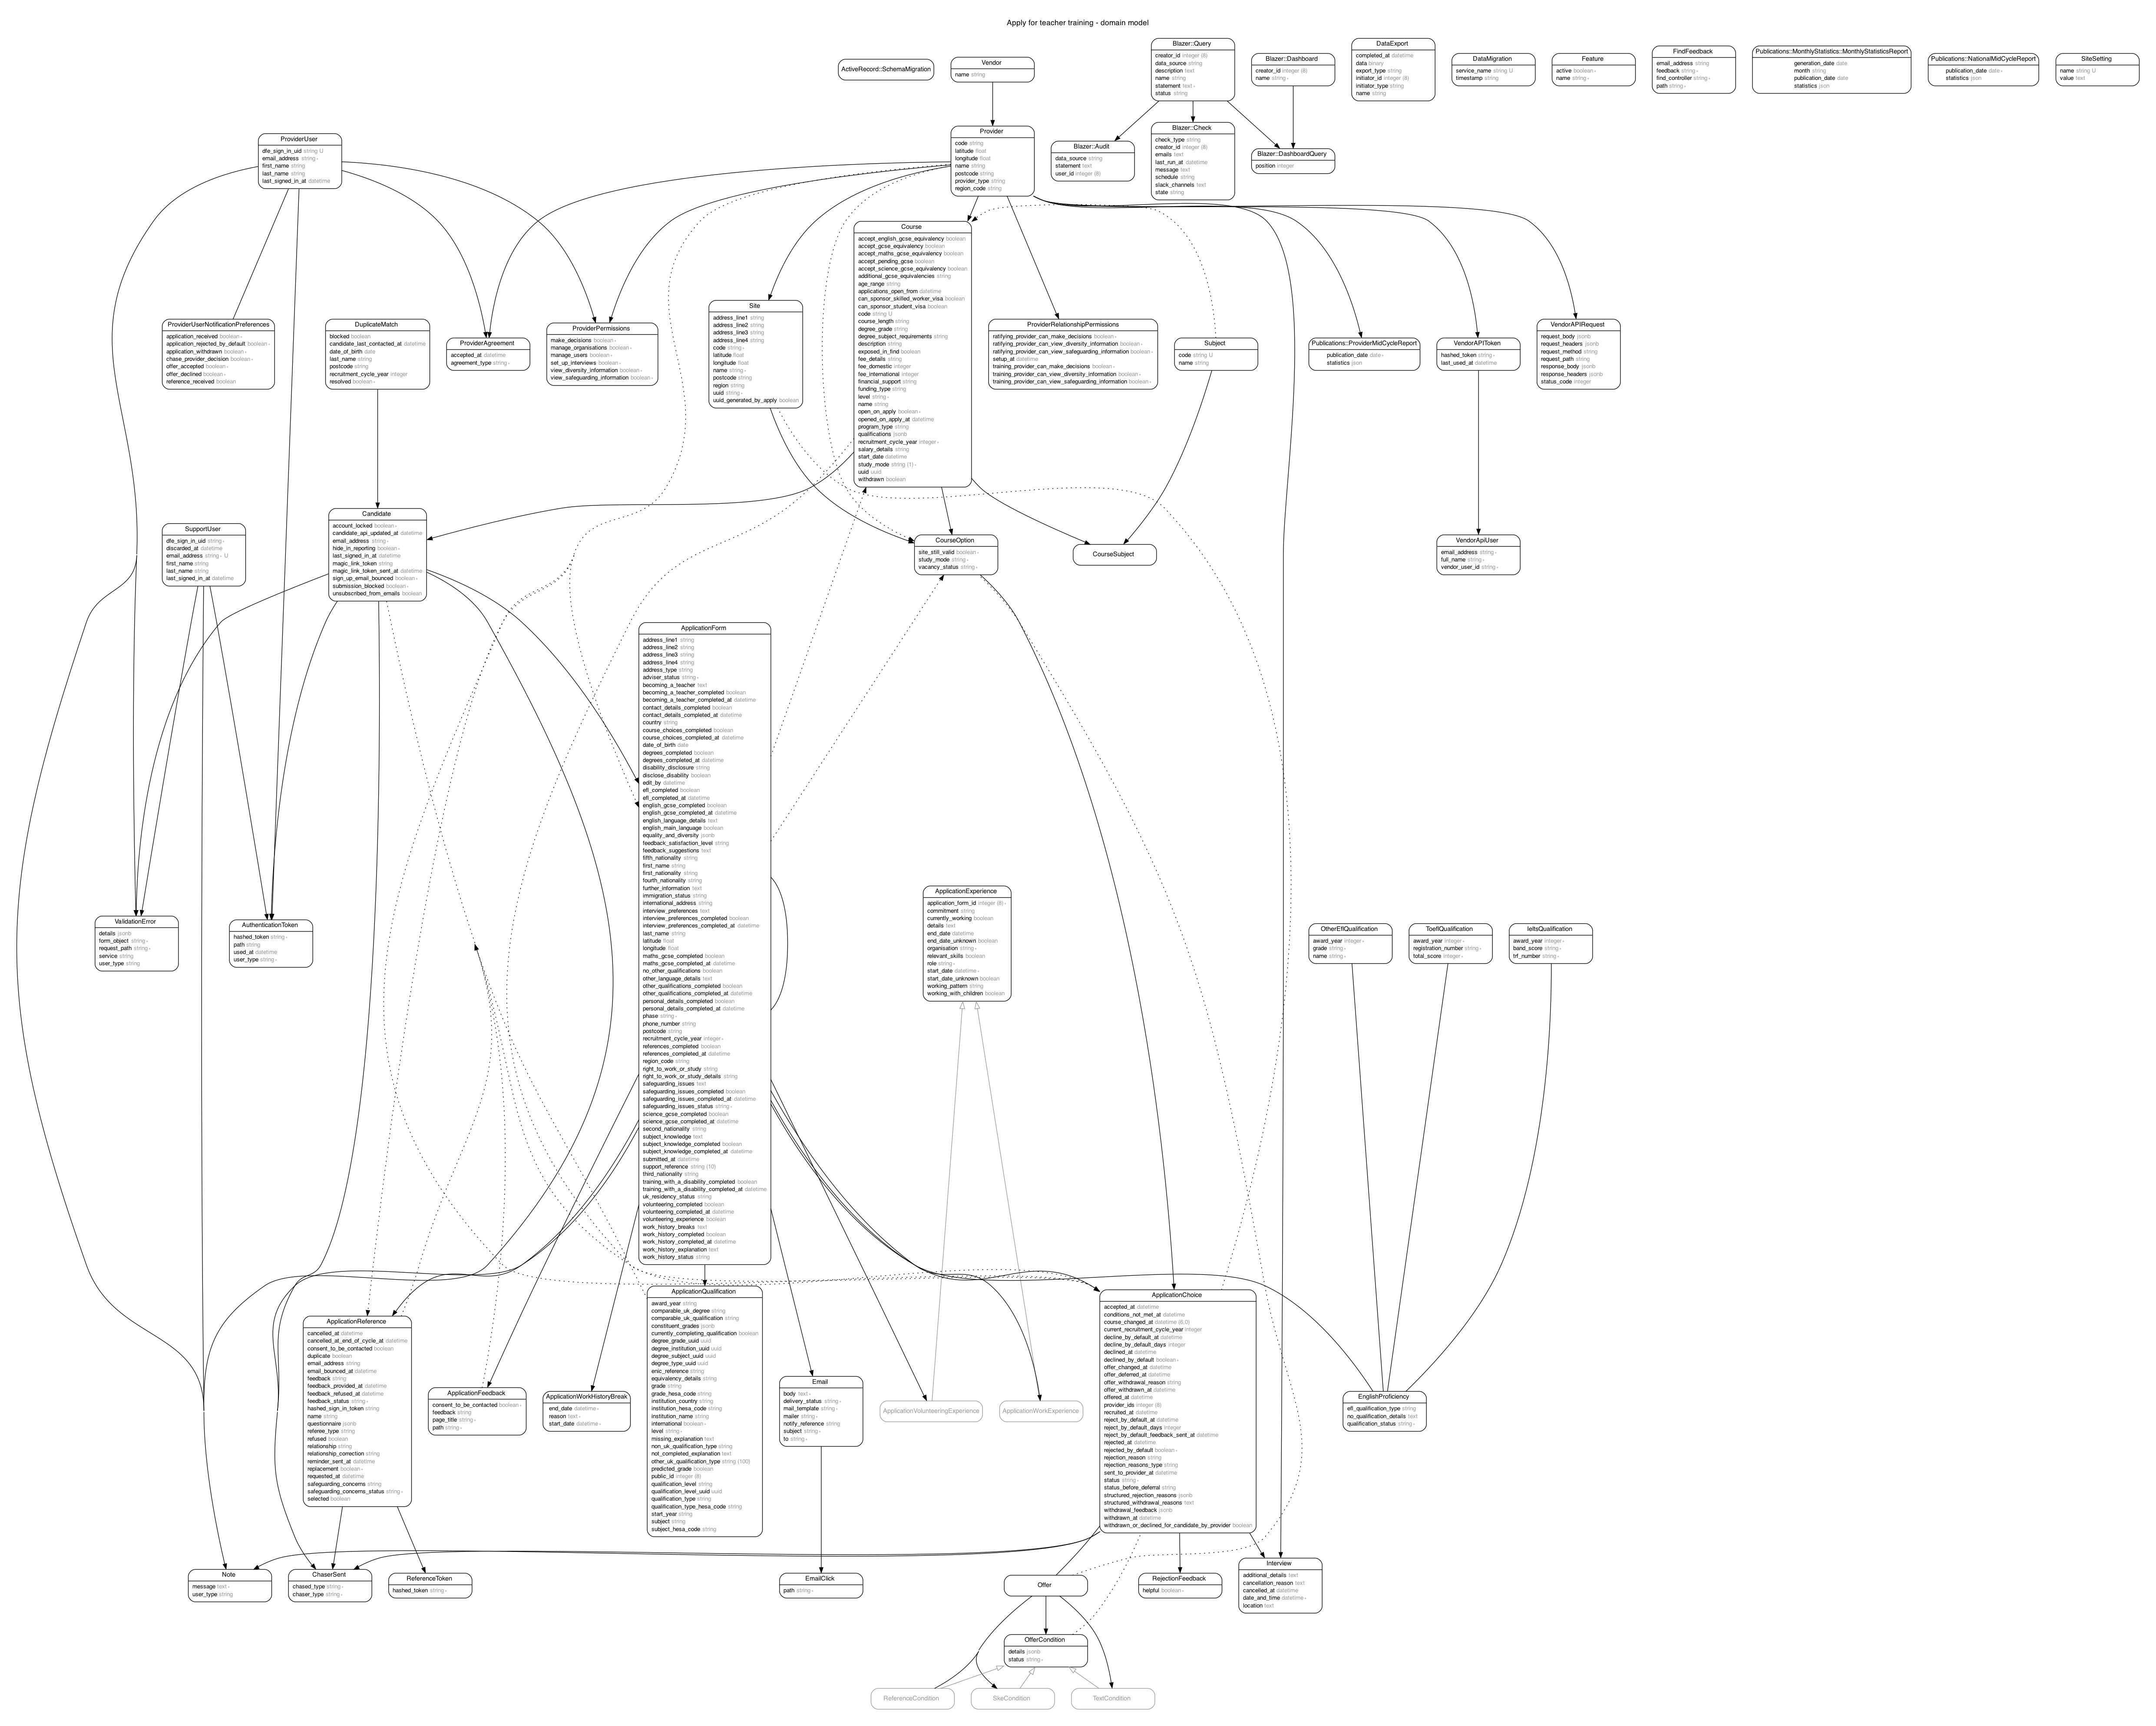 Apply for teacher training - domain model
ActiveRecord::SchemaMigration
Vendor
name string
Blazer::Query
creator_id integer (8)
data_source string
description text
name string
statement text ∗
status string
Blazer::Dashboard
creator_id integer (8)
name string ∗
DataExport
completed_at datetime
data binary
export_type string
initiator_id integer (8)
initiator_type string
name string
DataMigration
service_name string U
timestamp string
Feature
active boolean ∗
name string ∗
FindFeedback
email_address string
feedback string ∗
find_controller string ∗
path string ∗
Publications::MonthlyStatistics::MonthlyStatisticsReport
generation_date date
month string
publication_date date
statistics json
Publications::NationalMidCycleReport
publication_date date ∗
statistics json
SiteSetting
name string U
value text
ProviderUser
dfe_sign_in_uid string U
email_address string ∗
first_name string
last_name string
last_signed_in_at datetime
Provider
code string
latitude float
longitude float
name string
postcode string
provider_type string
region_code string
Blazer::Audit
data_source string
statement text
user_id integer (8)
Blazer::Check
check_type string
creator_id integer (8)
emails text
last_run_at datetime
message text
schedule string
slack_channels text
state string
Blazer::DashboardQuery
position integer
Course
accept_english_gcse_equivalency boolean
accept_gcse_equivalency boolean
accept_maths_gcse_equivalency boolean
accept_pending_gcse boolean
accept_science_gcse_equivalency boolean
additional_gcse_equivalencies string
age_range string
applications_open_from datetime
can_sponsor_skilled_worker_visa boolean
can_sponsor_student_visa boolean
code string U
course_length string
degree_grade string
degree_subject_requirements string
description string
exposed_in_find boolean
fee_details string
fee_domestic integer
fee_international integer
financial_support string
funding_type string
level string ∗
name string
open_on_apply boolean ∗
opened_on_apply_at datetime
program_type string
qualifications jsonb
recruitment_cycle_year integer ∗
salary_details string
start_date datetime
study_mode string (1) ∗
uuid uuid
withdrawn boolean
Site
address_line1 string
address_line2 string
address_line3 string
address_line4 string
code string ∗
latitude float
longitude float
name string ∗
postcode string
region string
uuid string ∗
uuid_generated_by_apply boolean
ProviderUserNotificationPreferences
application_received boolean ∗
application_rejected_by_default boolean ∗
application_withdrawn boolean ∗
chase_provider_decision boolean ∗
offer_accepted boolean ∗
offer_declined boolean ∗
reference_received boolean
DuplicateMatch
blocked boolean
candidate_last_contacted_at datetime
date_of_birth date
last_name string
postcode string
recruitment_cycle_year integer
resolved boolean ∗
ProviderAgreement
accepted_at datetime
agreement_type string ∗
ProviderPermissions
make_decisions boolean ∗
manage_organisations boolean ∗
manage_users boolean ∗
set_up_interviews boolean ∗
view_diversity_information boolean ∗
view_safeguarding_information boolean ∗
ProviderRelationshipPermissions
ratifying_provider_can_make_decisions boolean ∗
ratifying_provider_can_view_diversity_information boolean ∗
ratifying_provider_can_view_safeguarding_information boolean ∗
setup_at datetime
training_provider_can_make_decisions boolean ∗
training_provider_can_view_diversity_information boolean ∗
training_provider_can_view_safeguarding_information boolean ∗
Subject
code string U
name string
Publications::ProviderMidCycleReport
publication_date date ∗
statistics json
VendorAPIToken
hashed_token string ∗
last_used_at datetime
VendorAPIRequest
request_body jsonb
request_headers jsonb
request_method string
request_path string
response_body jsonb
response_headers jsonb
status_code integer
Candidate
account_locked boolean ∗
candidate_api_updated_at datetime
email_address string ∗
hide_in_reporting boolean ∗
last_signed_in_at datetime
magic_link_token string
magic_link_token_sent_at datetime
sign_up_email_bounced boolean ∗
submission_blocked boolean ∗
unsubscribed_from_emails boolean
SupportUser
dfe_sign_in_uid string ∗
discarded_at datetime
email_address string ∗ U
first_name string
last_name string
last_signed_in_at datetime
CourseOption
site_still_valid boolean ∗
study_mode string ∗
vacancy_status string ∗
CourseSubject
VendorApiUser
email_address string ∗
full_name string ∗
vendor_user_id string ∗
ApplicationForm
address_line1 string
address_line2 string
address_line3 string
address_line4 string
address_type string
adviser_status string ∗
becoming_a_teacher text
becoming_a_teacher_completed boolean
becoming_a_teacher_completed_at datetime
contact_details_completed boolean
contact_details_completed_at datetime
country string
course_choices_completed boolean
course_choices_completed_at datetime
date_of_birth date
degrees_completed boolean
degrees_completed_at datetime
disability_disclosure string
disclose_disability boolean
edit_by datetime
efl_completed boolean
efl_completed_at datetime
english_gcse_completed boolean
english_gcse_completed_at datetime
english_language_details text
english_main_language boolean
equality_and_diversity jsonb
feedback_satisfaction_level string
feedback_suggestions text
fifth_nationality string
first_name string
first_nationality string
fourth_nationality string
further_information text
immigration_status string
international_address string
interview_preferences text
interview_preferences_completed boolean
interview_preferences_completed_at datetime
last_name string
latitude float
longitude float
maths_gcse_completed boolean
maths_gcse_completed_at datetime
no_other_qualifications boolean
other_language_details text
other_qualifications_completed boolean
other_qualifications_completed_at datetime
personal_details_completed boolean
personal_details_completed_at datetime
phase string ∗
phone_number string
postcode string
recruitment_cycle_year integer ∗
references_completed boolean
references_completed_at datetime
region_code string
right_to_work_or_study string
right_to_work_or_study_details string
safeguarding_issues text
safeguarding_issues_completed boolean
safeguarding_issues_completed_at datetime
safeguarding_issues_status string ∗
science_gcse_completed boolean
science_gcse_completed_at datetime
second_nationality string
subject_knowledge text
subject_knowledge_completed boolean
subject_knowledge_completed_at datetime
submitted_at datetime
support_reference string (10)
third_nationality string
training_with_a_disability_completed boolean
training_with_a_disability_completed_at datetime
uk_residency_status string
volunteering_completed boolean
volunteering_completed_at datetime
volunteering_experience boolean
work_history_breaks text
work_history_completed boolean
work_history_completed_at datetime
work_history_explanation text
work_history_status string
ApplicationExperience
application_form_id integer (8) ∗
commitment string
currently_working boolean
details text
end_date datetime
end_date_unknown boolean
organisation string ∗
relevant_skills boolean
role string ∗
start_date datetime ∗
start_date_unknown boolean
working_pattern string
working_with_children boolean
ValidationError
details jsonb
form_object string ∗
request_path string ∗
service string
user_type string
AuthenticationToken
hashed_token string ∗
path string
used_at datetime
user_type string ∗
OtherEflQualification
award_year integer ∗
grade string ∗
name string ∗
ToeflQualification
award_year integer ∗
registration_number string ∗
total_score integer ∗
IeltsQualification
award_year integer ∗
band_score string ∗
trf_number string ∗
ApplicationQualification
award_year string
comparable_uk_degree string
comparable_uk_qualification string
constituent_grades jsonb
currently_completing_qualification boolean
degree_grade_uuid uuid
degree_institution_uuid uuid
degree_subject_uuid uuid
degree_type_uuid uuid
enic_reference string
equivalency_details string
grade string
grade_hesa_code string
institution_country string
institution_hesa_code string
institution_name string
international boolean ∗
level string ∗
missing_explanation text
non_uk_qualification_type string
not_completed_explanation text
other_uk_qualification_type string (100)
predicted_grade boolean
public_id integer (8)
qualification_level string
qualification_level_uuid uuid
qualification_type string
qualification_type_hesa_code string
start_year string
subject string
subject_hesa_code string
ApplicationChoice
accepted_at datetime
conditions_not_met_at datetime
course_changed_at datetime (6,0)
current_recruitment_cycle_year integer
decline_by_default_at datetime
decline_by_default_days integer
declined_at datetime
declined_by_default boolean ∗
offer_changed_at datetime
offer_deferred_at datetime
offer_withdrawal_reason string
offer_withdrawn_at datetime
offered_at datetime
provider_ids integer (8)
recruited_at datetime
reject_by_default_at datetime
reject_by_default_days integer
reject_by_default_feedback_sent_at datetime
rejected_at datetime
rejected_by_default boolean ∗
rejection_reason string
rejection_reasons_type string
sent_to_provider_at datetime
status string ∗
status_before_deferral string
structured_rejection_reasons jsonb
structured_withdrawal_reasons text
withdrawal_feedback jsonb
withdrawn_at datetime
withdrawn_or_declined_for_candidate_by_provider boolean
ApplicationReference
cancelled_at datetime
cancelled_at_end_of_cycle_at datetime
consent_to_be_contacted boolean
duplicate boolean
email_address string
email_bounced_at datetime
feedback string
feedback_provided_at datetime
feedback_refused_at datetime
feedback_status string ∗
hashed_sign_in_token string
name string
questionnaire jsonb
referee_type string
refused boolean
relationship string
relationship_correction string
reminder_sent_at datetime
replacement boolean ∗
requested_at datetime
safeguarding_concerns string
safeguarding_concerns_status string ∗
selected boolean
ApplicationFeedback
consent_to_be_contacted boolean ∗
feedback string
page_title string ∗
path string ∗
ApplicationWorkHistoryBreak
end_date datetime ∗
reason text ∗
start_date datetime ∗
Email
body text ∗
delivery_status string ∗
mail_template string ∗
mailer string ∗
notify_reference string
subject string ∗
to string ∗
ApplicationVolunteeringExperience
ApplicationWorkExperience
EnglishProficiency
efl_qualification_type string
no_qualification_details text
qualification_status string ∗
Note
message text ∗
user_type string
ChaserSent
chased_type string ∗
chaser_type string ∗
ReferenceToken
hashed_token string ∗
EmailClick
path string ∗
Offer
RejectionFeedback
helpful boolean ∗
Interview
additional_details text
cancellation_reason text
cancelled_at datetime
date_and_time datetime ∗
location text
OfferCondition
details jsonb
status string ∗
ReferenceCondition
SkeCondition
TextCondition